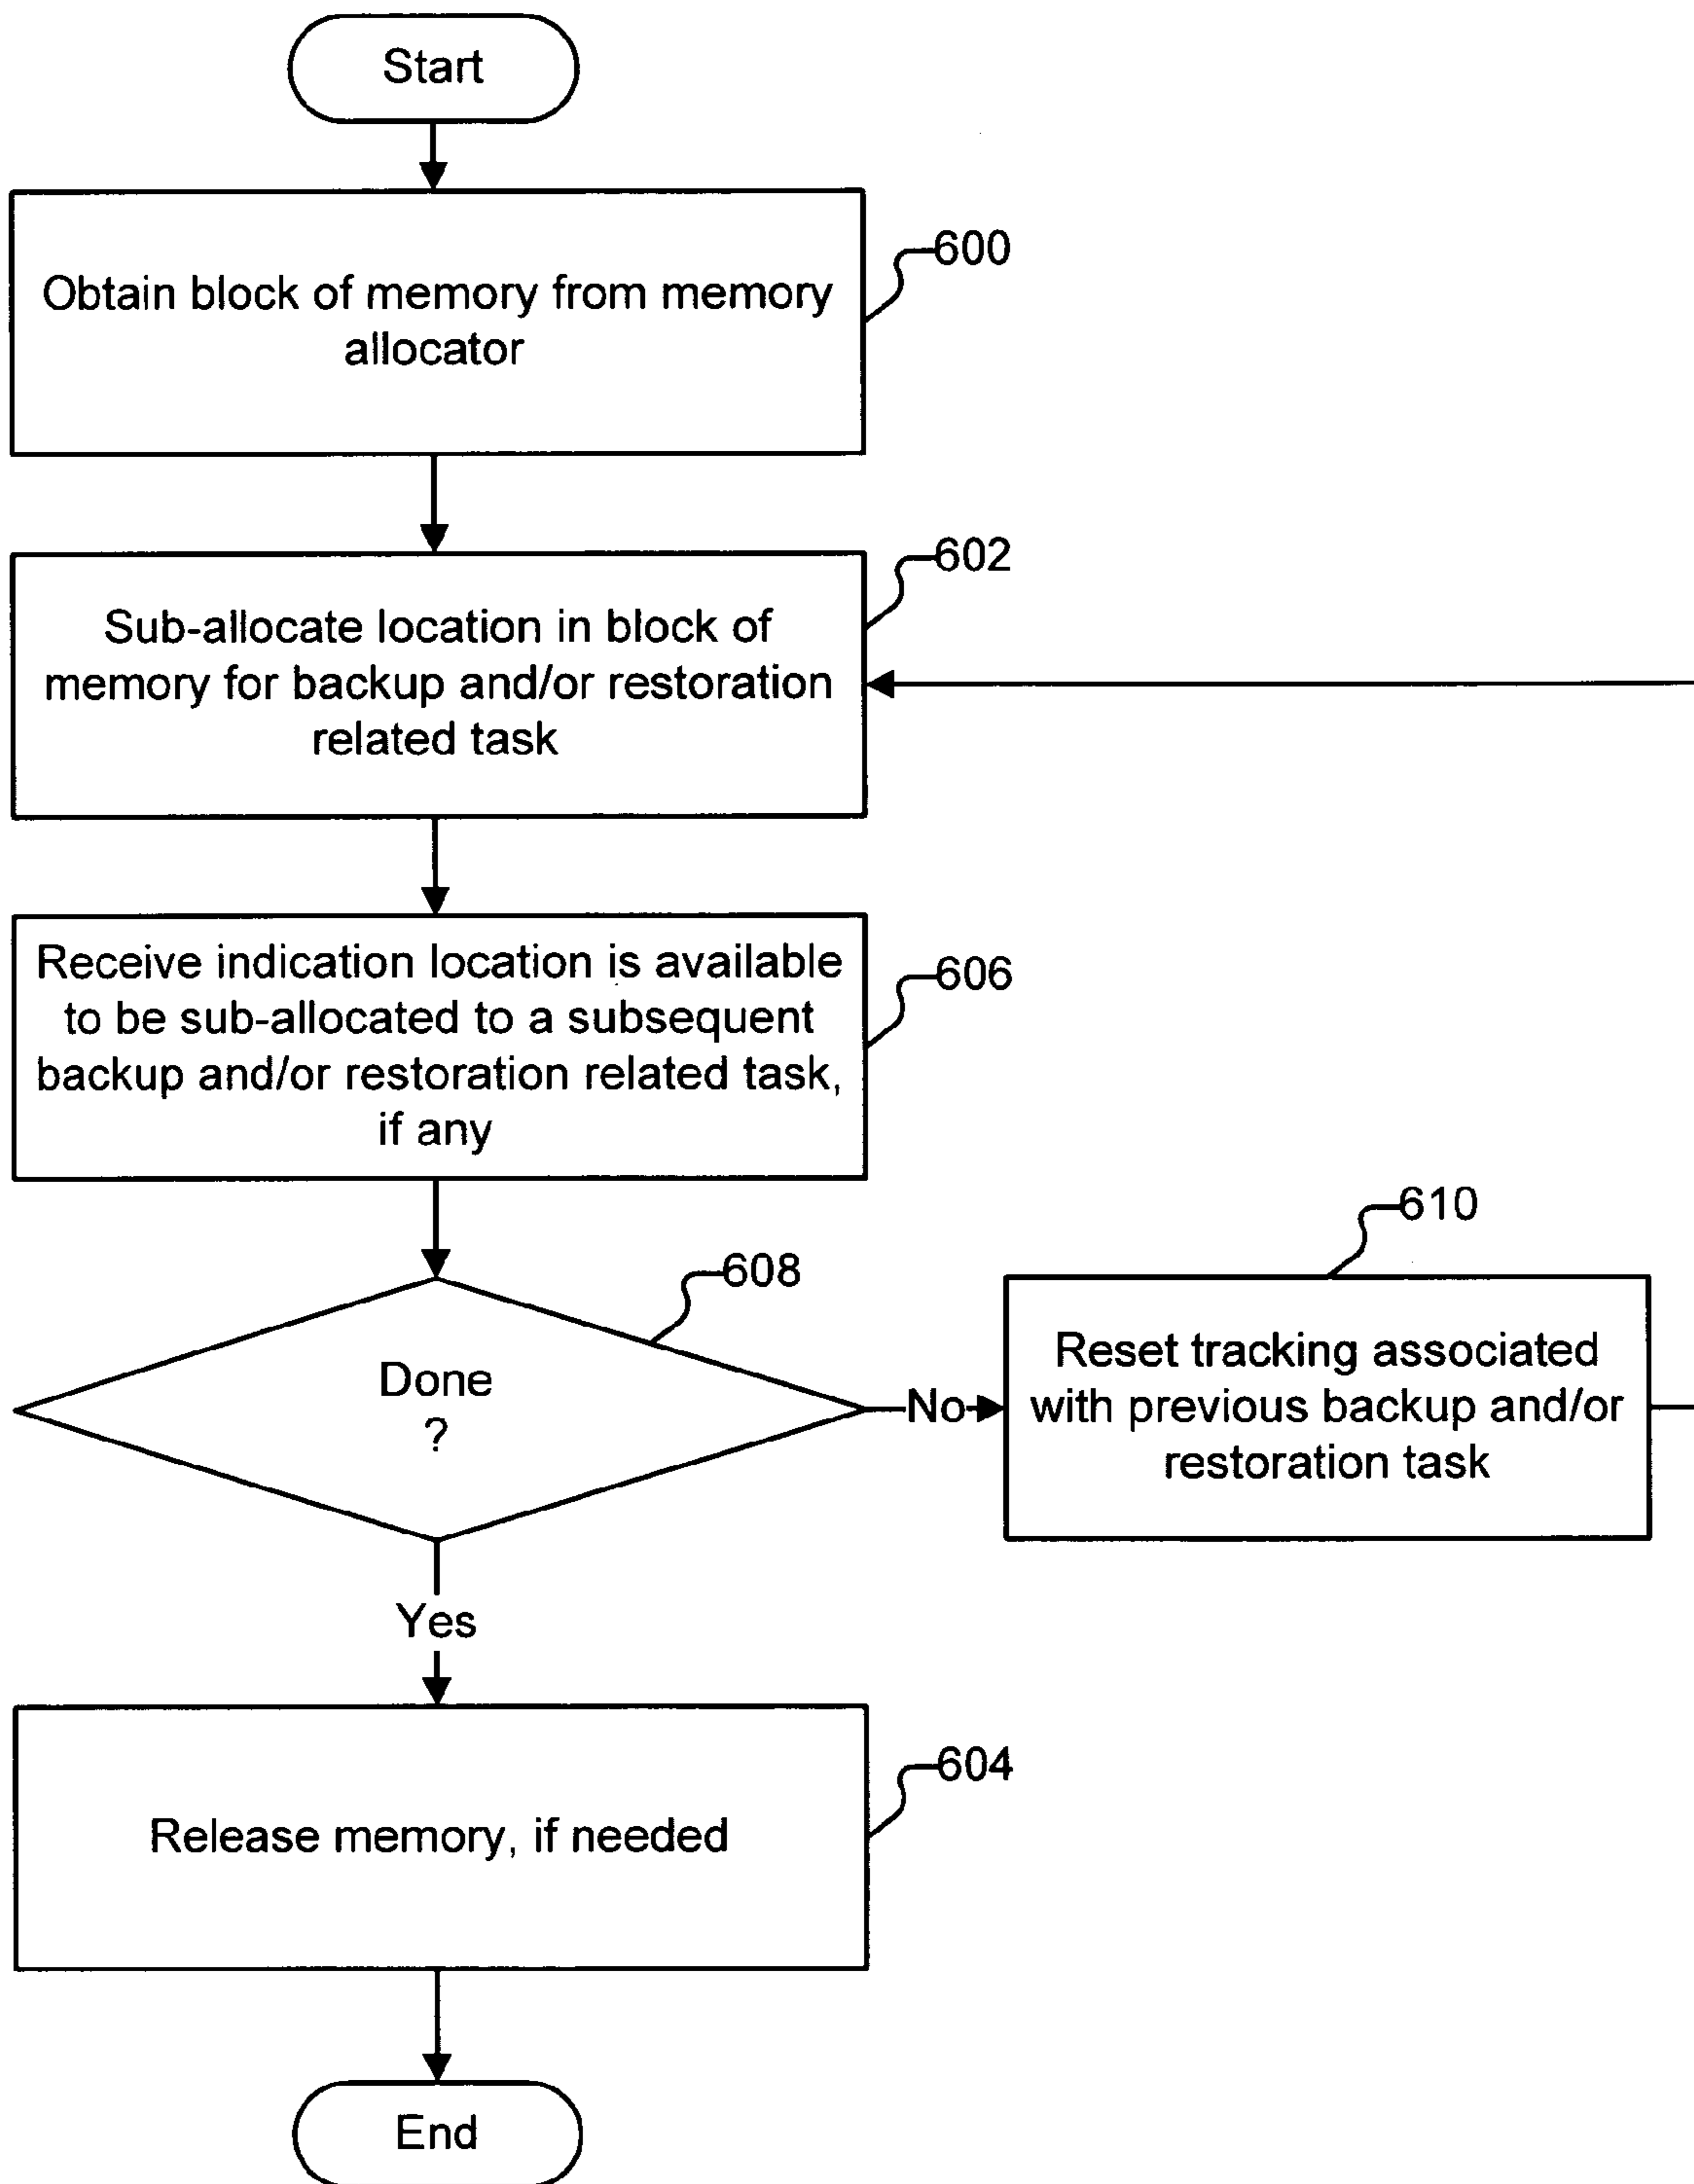 Start
600
Obtain block of memory from memory
allocator
602
Sub-allocate location in block of
memory for backup and/or restoration
related task
606
Receive indication location is available
to be sub-allocated to a subsequent
backup and/or restoration related task,
if any
608
Done
?
No
610
Reset tracking associated
with previous backup and/or
restoration task
Yes
604
Release memory, if needed
End